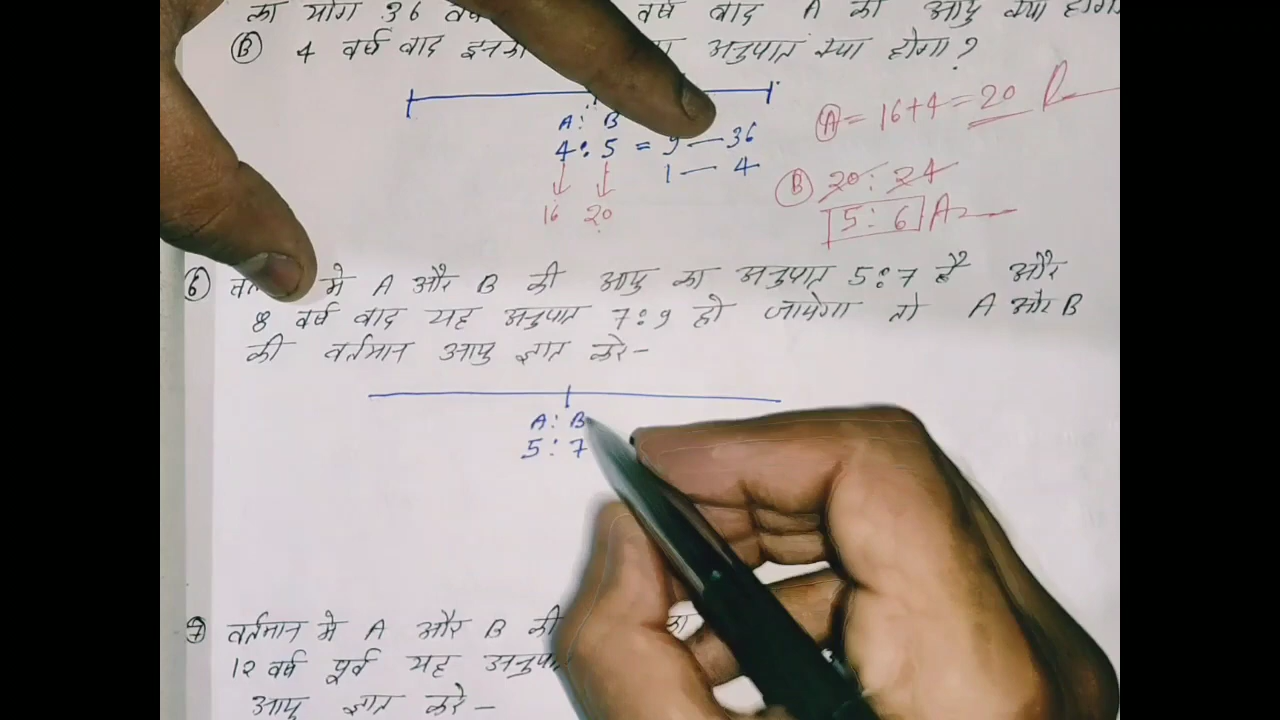 का योग 36 वर्ष वर्ष बाद A की आयु क्या होगी
Ⓑ 4 वर्ष बाद इनकी अनुपात क्या होगा?
A : B
4 : 5 = 9 — 36
1 — 4
16 20
Ⓐ = 16+4 = 20
Ⓑ 20 : 24
5 : 6 Ans
⑥ में A और B की आयु का अनुपात 5:7 है और
8 वर्ष बाद यह अनुपात 7:9 हो जायेगा तो A और B
की वर्तमान आयु ज्ञात करे-
A : B
5 : 7
⑦ वर्तमान मे A और B की का
12 वर्ष पूर्व यह
आयु ज्ञात करे-